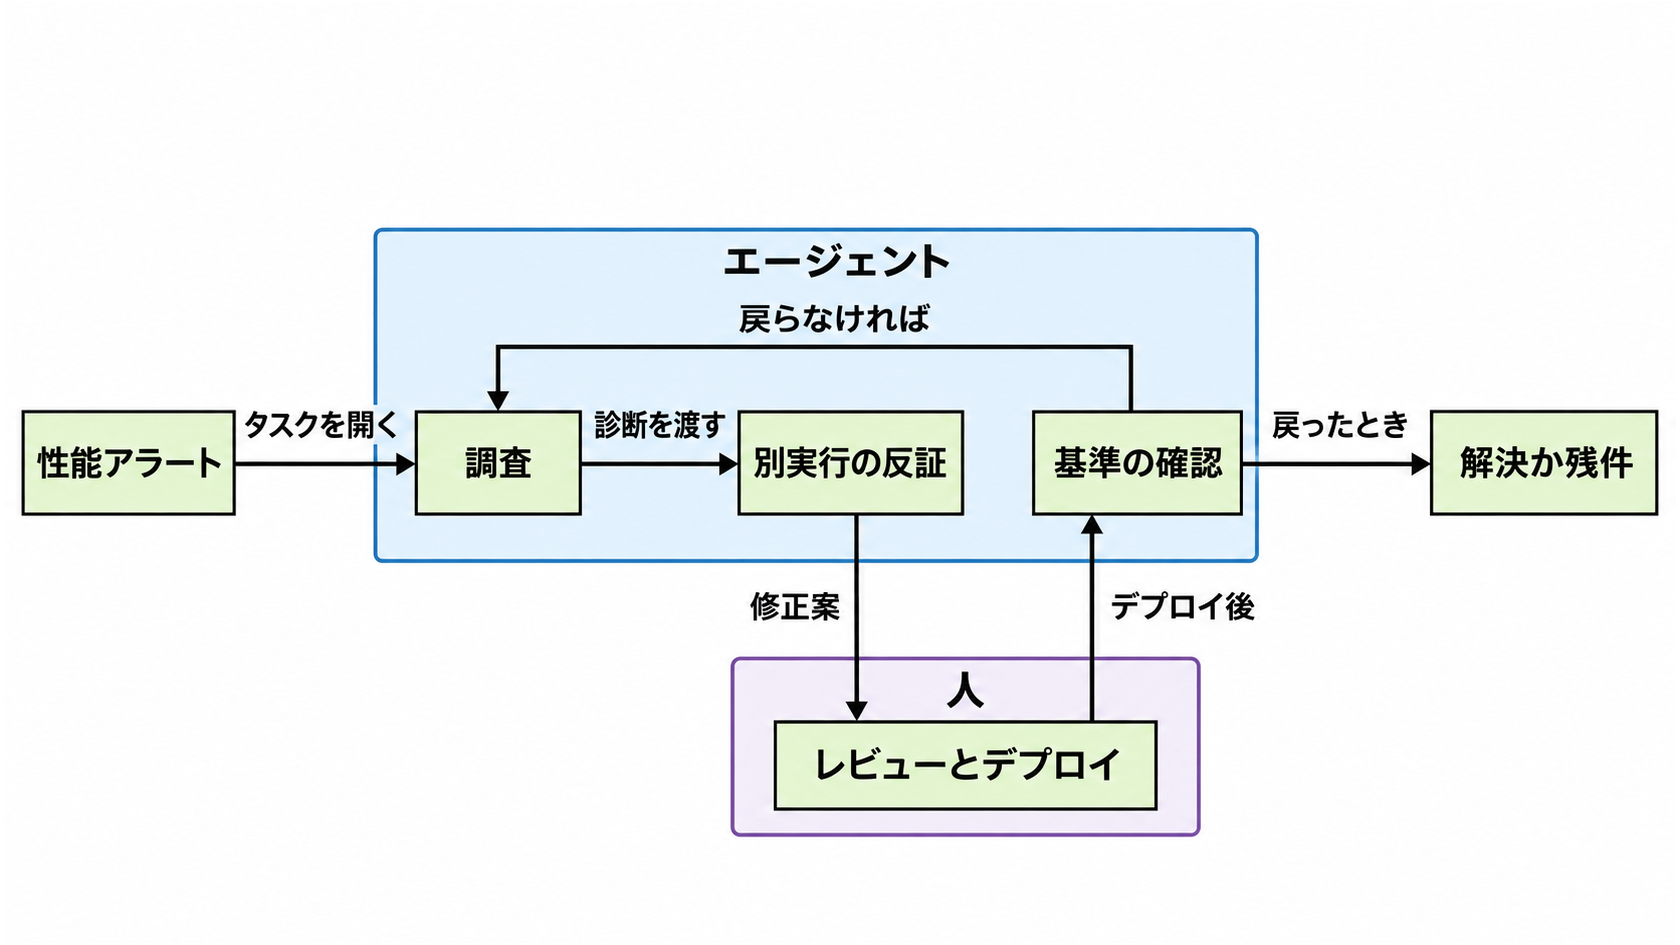 エージェント
戻らなければ
タスクを開く
診断を渡す
戻ったとき
性能アラート
調査
別実行の反証
基準の確認
解決か残件
修正案
デプロイ後
人
レビューとデプロイ